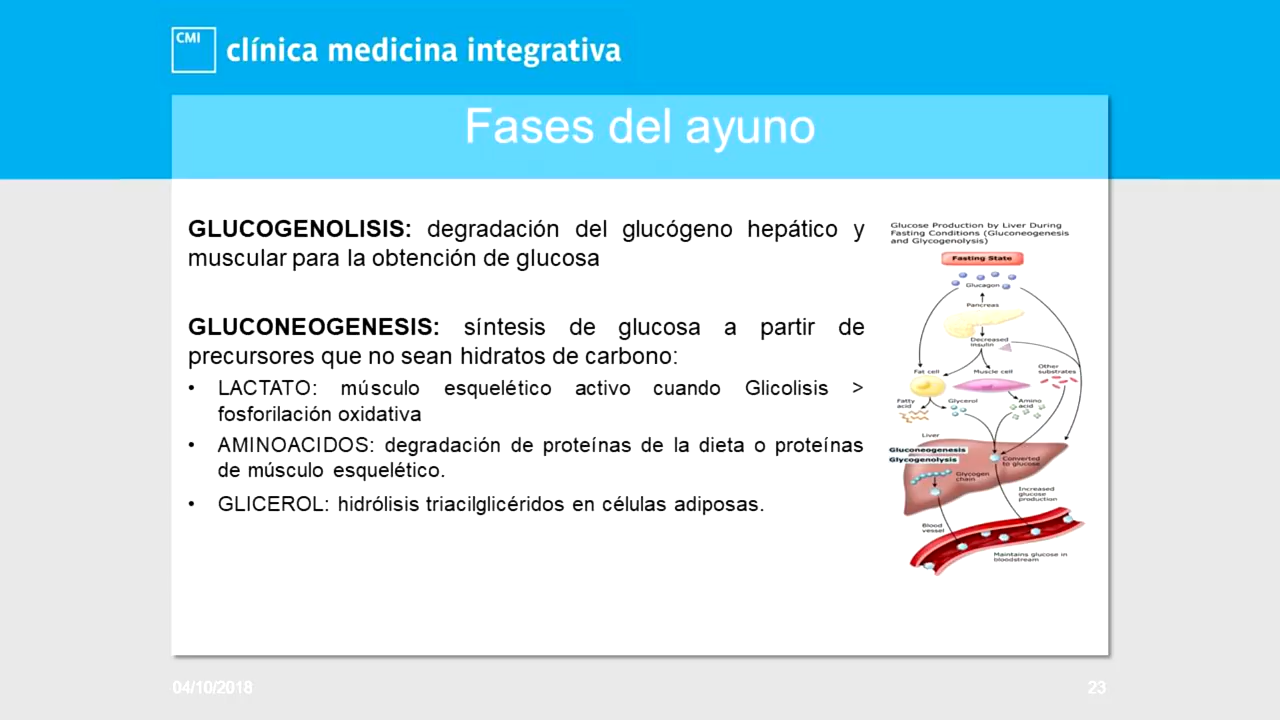 CMI
clínica medicina integrativa
Fases del ayuno
GLUCOGENOLISIS: degradación del glucógeno hepático y
muscular para la obtención de glucosa
GLUCONEOGENESIS: síntesis de glucosa a partir de
precursores que no sean hidratos de carbono:
• LACTATO: músculo esquelético activo cuando Glicolisis >
fosforilación oxidativa
• AMINOACIDOS: degradación de proteínas de la dieta o proteínas
de músculo esquelético.
• GLICEROL: hidrólisis triacilglicéridos en células adiposas.
Glucose Production by Liver During
Fasting Conditions (Gluconeogenesis
and Glycogenolysis)
Fasting State
Glucagon
Pancreas
Decreased
insulin
Fat cell
Muscle cell
Other
substrates
Fatty
acid
Glycerol
Amino
acid
Liver
Gluconeogenesis
Glycogenolysis
Converted
to glucose
Glycogen
chain
Increased
glucose
production
Blood
vessel
Maintains glucose in
bloodstream
04/10/2018
23